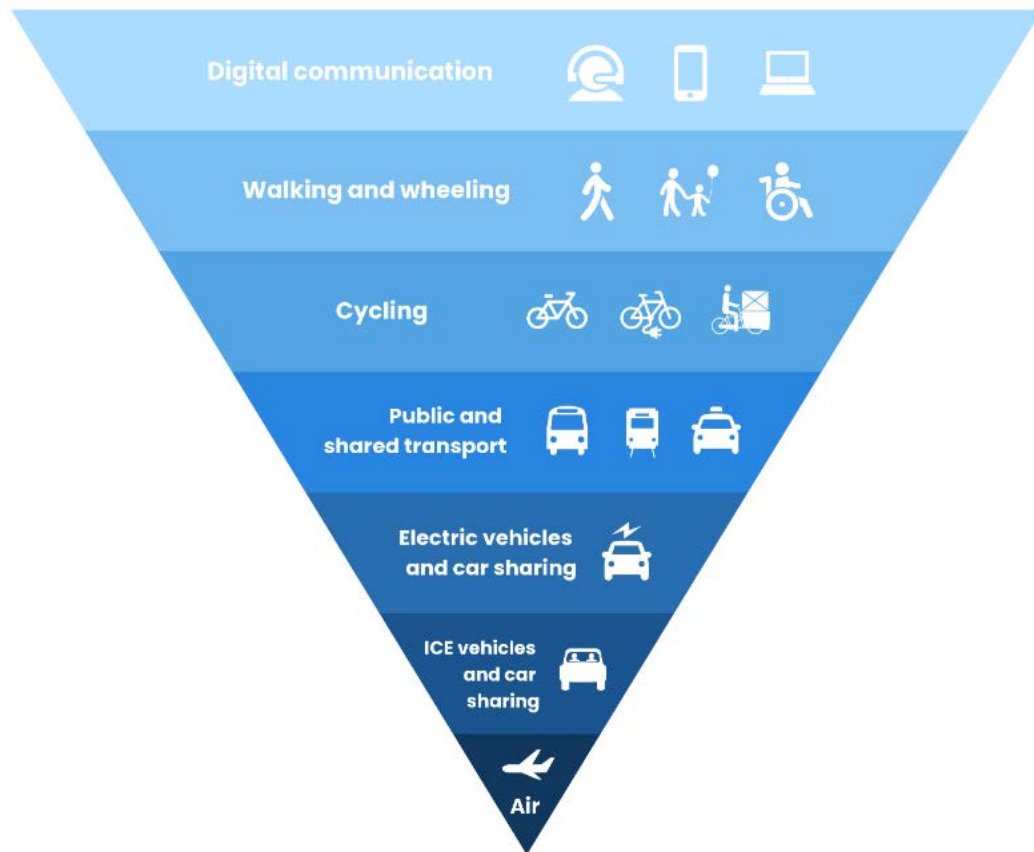 Digital communication
Walking and wheeling
Cycling
Public and
shared transport
Electric vehicles
and car sharing
ICE vehicles
and car
sharing
Air